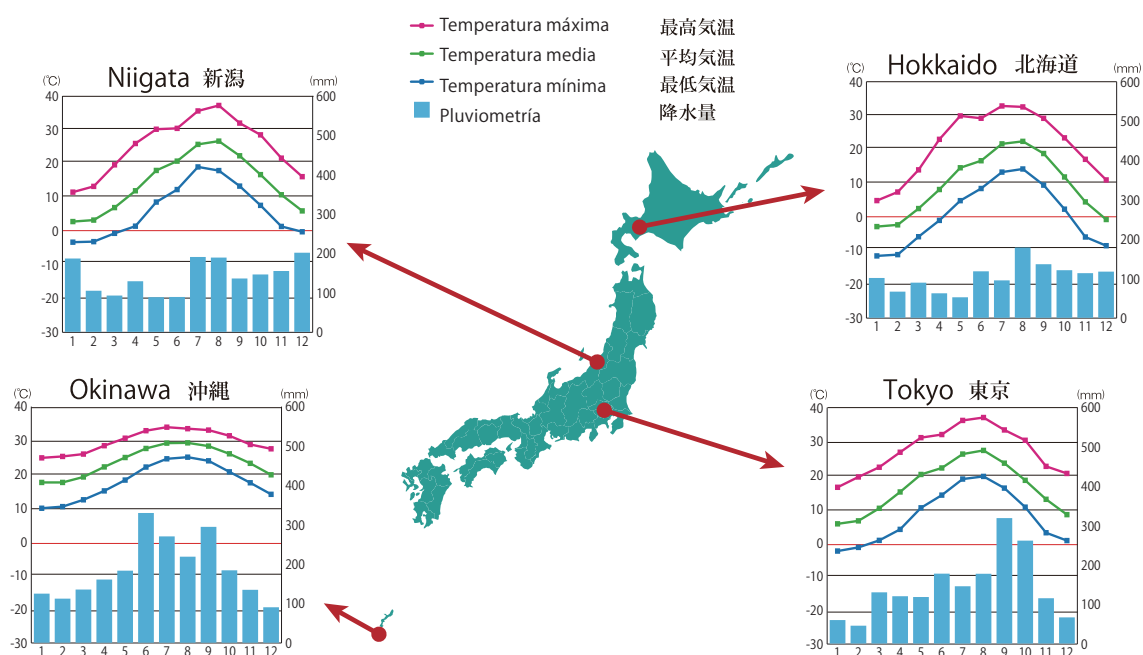 Temperatura máxima 最高気温
Temperatura media 平均気温
Temperatura mínima 最低気温
Pluviometría 降水量
Niigata 新潟
(℃) (mm)
40 600
30 500
20 400
10 300
0
-10 200
-20 100
-30 0
1 2 3 4 5 6 7 8 9 10 11 12
Hokkaido 北海道
(℃) (mm)
40 600
30 500
20 400
10 300
0
-10 200
-20 100
-30 0
1 2 3 4 5 6 7 8 9 10 11 12
Okinawa 沖縄
(℃) (mm)
40 600
30 500
20 400
10 300
0
-10 200
-20 100
-30 0
1 2 3 4 5 6 7 8 9 10 11 12
Tokyo 東京
(℃) (mm)
40 600
30 500
20 400
10 300
0
-10 200
-20 100
-30 0
1 2 3 4 5 6 7 8 9 10 11 12